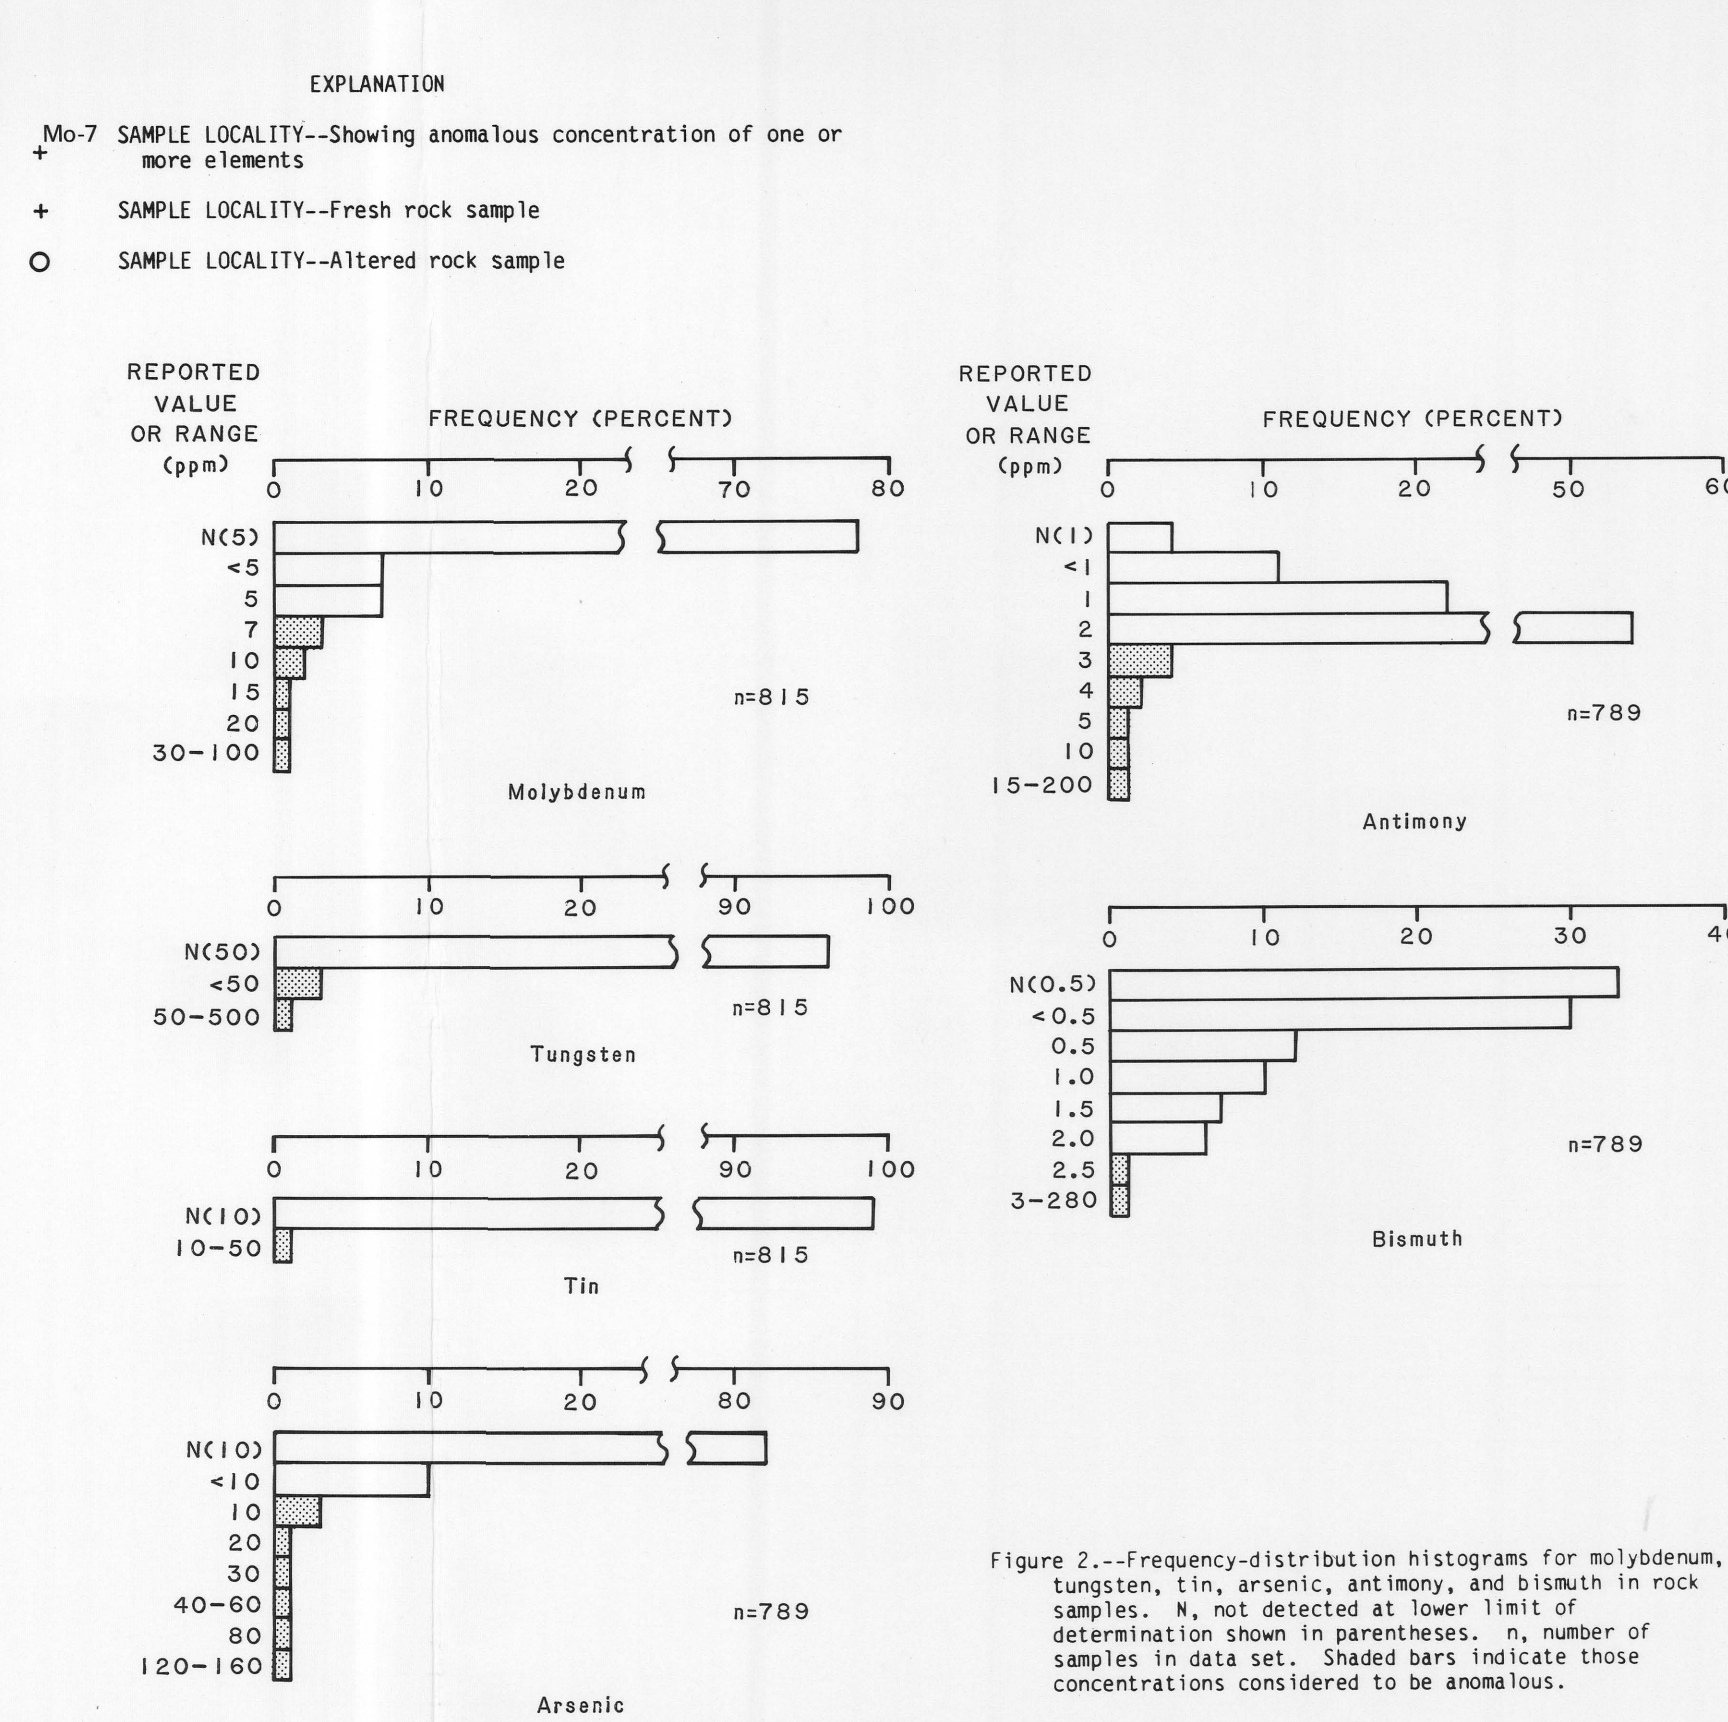 EXPLANATION
Mo-7 SAMPLE LOCALITY--Showing anomalous concentration of one or
+ more elements
+ SAMPLE LOCALITY--Fresh rock sample
O SAMPLE LOCALITY--Altered rock sample
REPORTED
VALUE
OR RANGE
(ppm)
FREQUENCY (PERCENT)
0 10 20 70 80
N(5)
<5
5
7
10
15
20
30-100
n=815
Molybdenum
0 10 20 90 100
N(50)
<50
50-500
n=815
Tungsten
0 10 20 90 100
N(10)
10-50
n=815
Tin
0 10 20 80 90
N(10)
<10
10
20
30
40-60
80
120-160
n=789
Arsenic
REPORTED
VALUE
OR RANGE
(ppm)
FREQUENCY (PERCENT)
0 10 20 50
N(1)
<1
1
2
3
4
5
10
15-200
n=789
Antimony
0 10 20 30
N(0.5)
<0.5
0.5
1.0
1.5
2.0
2.5
3-280
n=789
Bismuth
Figure 2.--Frequency-distribution histograms for molybdenum,
tungsten, tin, arsenic, antimony, and bismuth in rock
samples. N, not detected at lower limit of
determination shown in parentheses. n, number of
samples in data set. Shaded bars indicate those
concentrations considered to be anomalous.